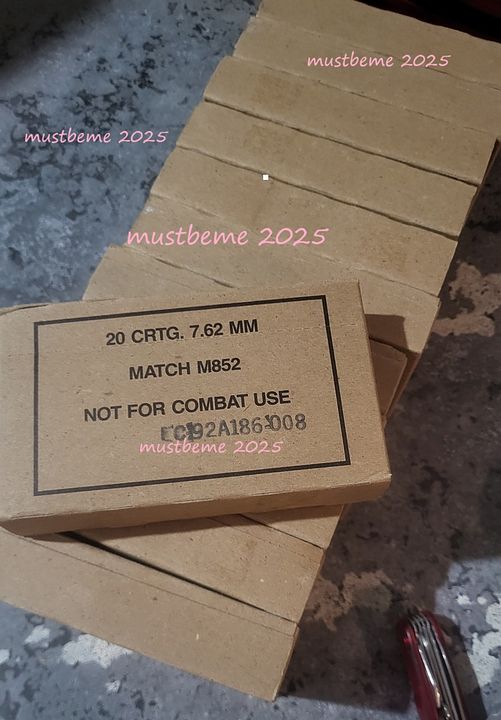 mustbeme 2025
mustbeme 2025
mustbeme 2025
20 CRTG. 7.62 MM
MATCH M852
NOT FOR COMBAT USE
92A186-008
mustbeme 2025